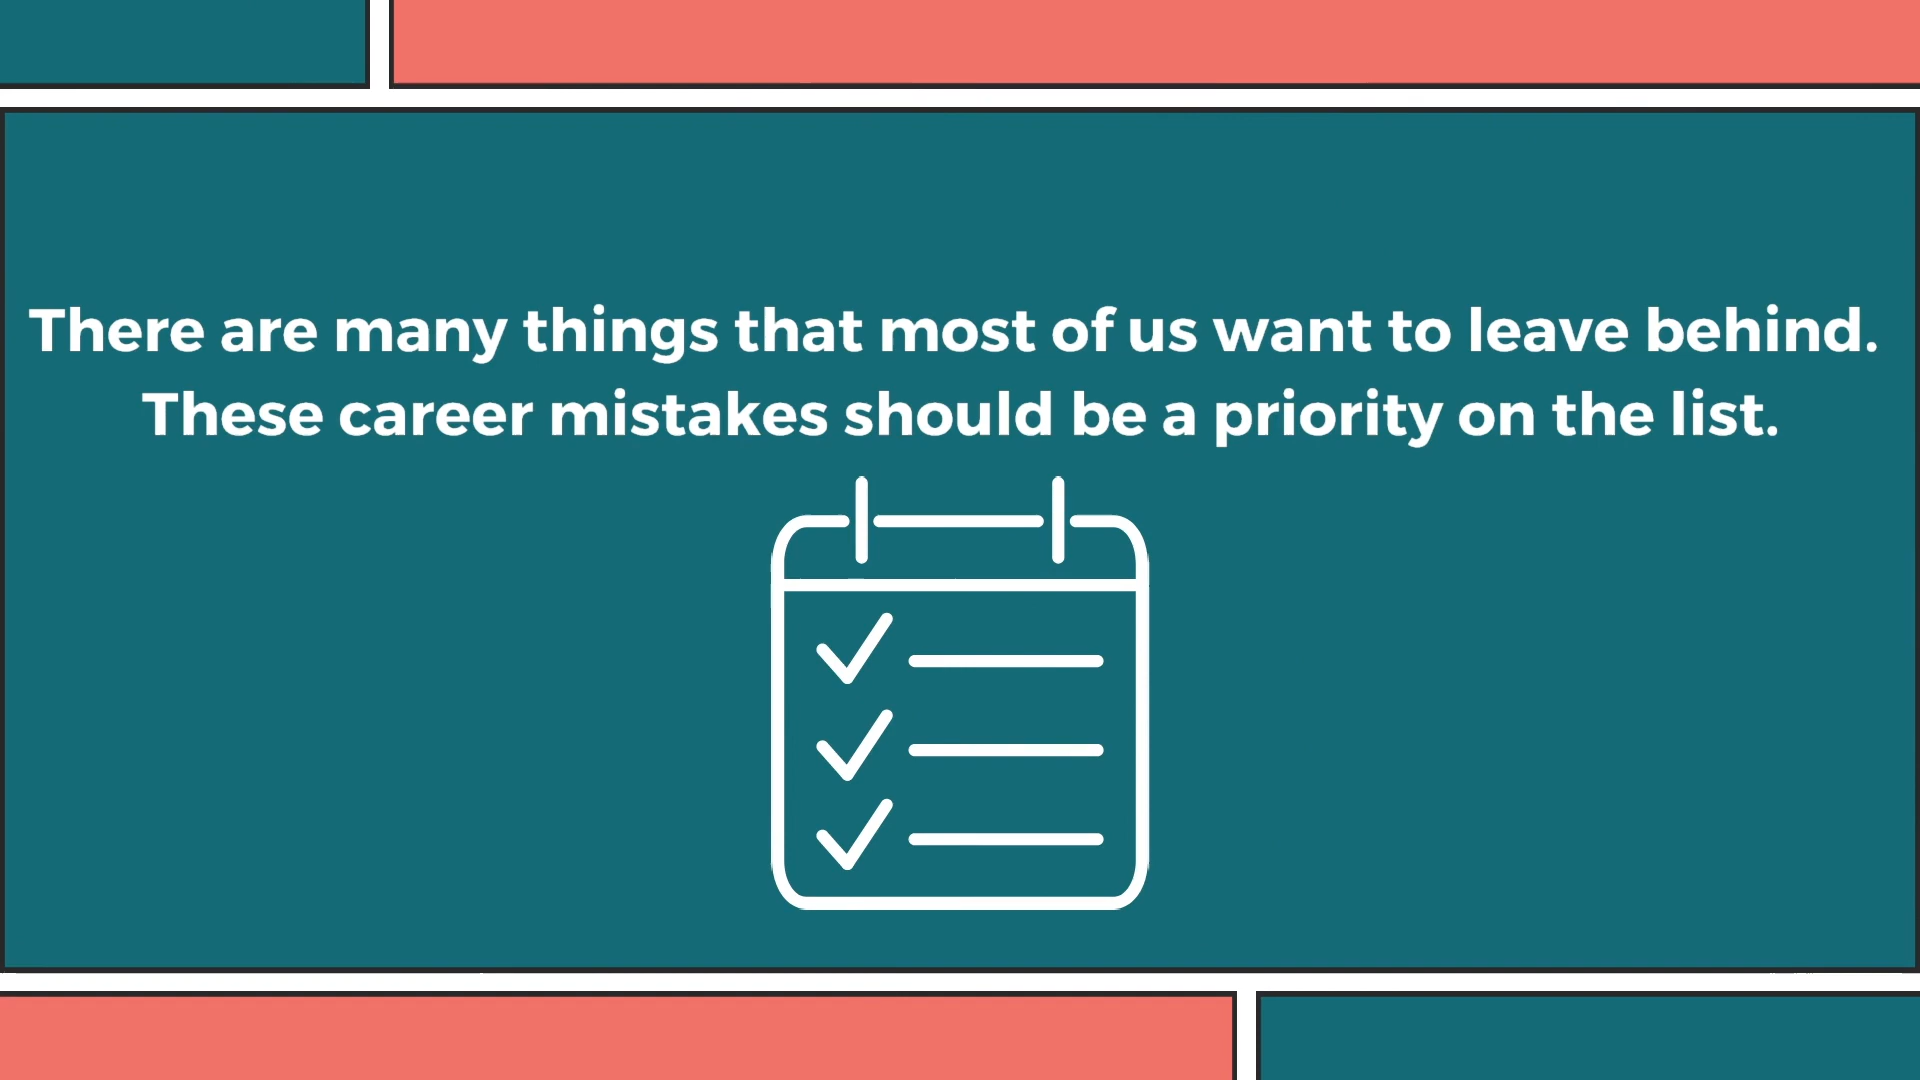 There are many things that most of us want to leave behind.
These career mistakes should be a priority on the list.